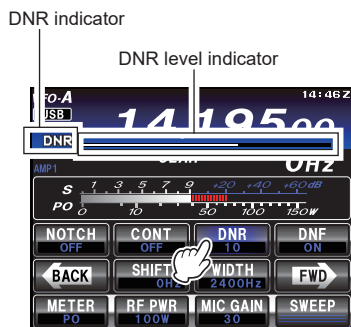 DNR indicator
DNR level indicator
VFO-A
14:46Z
USB
14,195,00
DNR
AMP1
0Hz
S 1 3 5 7 9 +20 +40 +60dB
PO 0 10 50 100 150W
NOTCH CONT DNR DNF
OFF OFF 10 ON
BACK SHIFT WIDTH FWD
0Hz 2400Hz
METER RF PWR MIC GAIN SWEEP
PO 100W 30